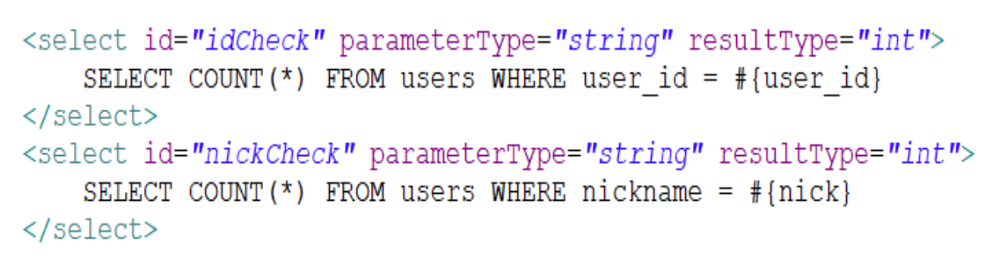 <select id="idCheck" parameterType="string" resultType="int">
    SELECT COUNT(*) FROM users WHERE user_id = #{user_id}
</select>
<select id="nickCheck" parameterType="string" resultType="int">
    SELECT COUNT(*) FROM users WHERE nickname = #{nick}
</select>